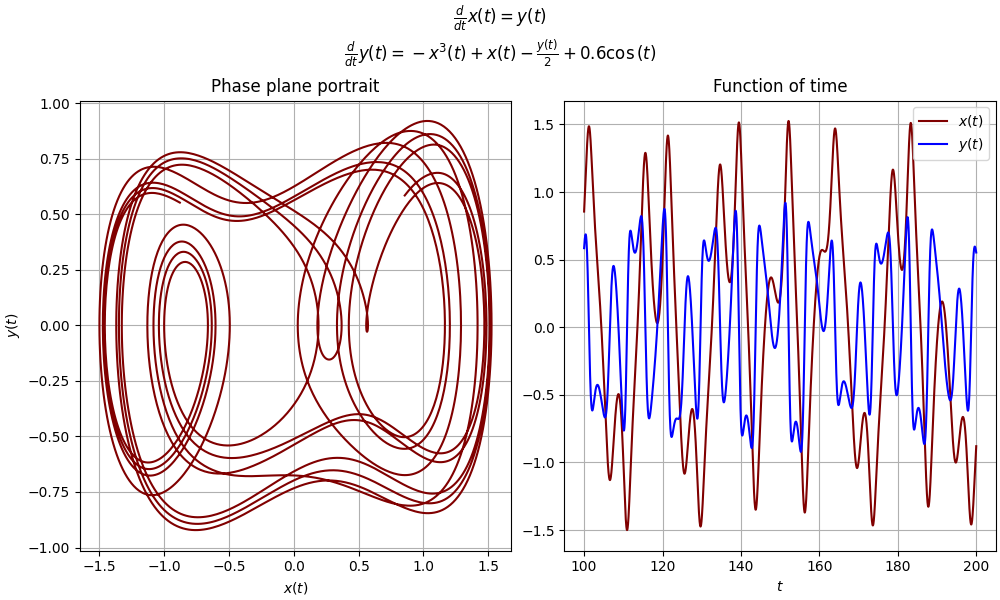 d/dt x(t) = y(t)
d/dt y(t) = −x³(t) + x(t) − y(t)/2 + 0.6cos(t)
Phase plane portrait
1.00
0.75
0.50
0.25
0.00
−0.25
−0.50
−0.75
−1.00
y(t)
−1.5 −1.0 −0.5 0.0 0.5 1.0 1.5
x(t)
Function of time
x(t)
y(t)
1.5
1.0
0.5
0.0
−0.5
−1.0
−1.5
100 120 140 160 180 200
t